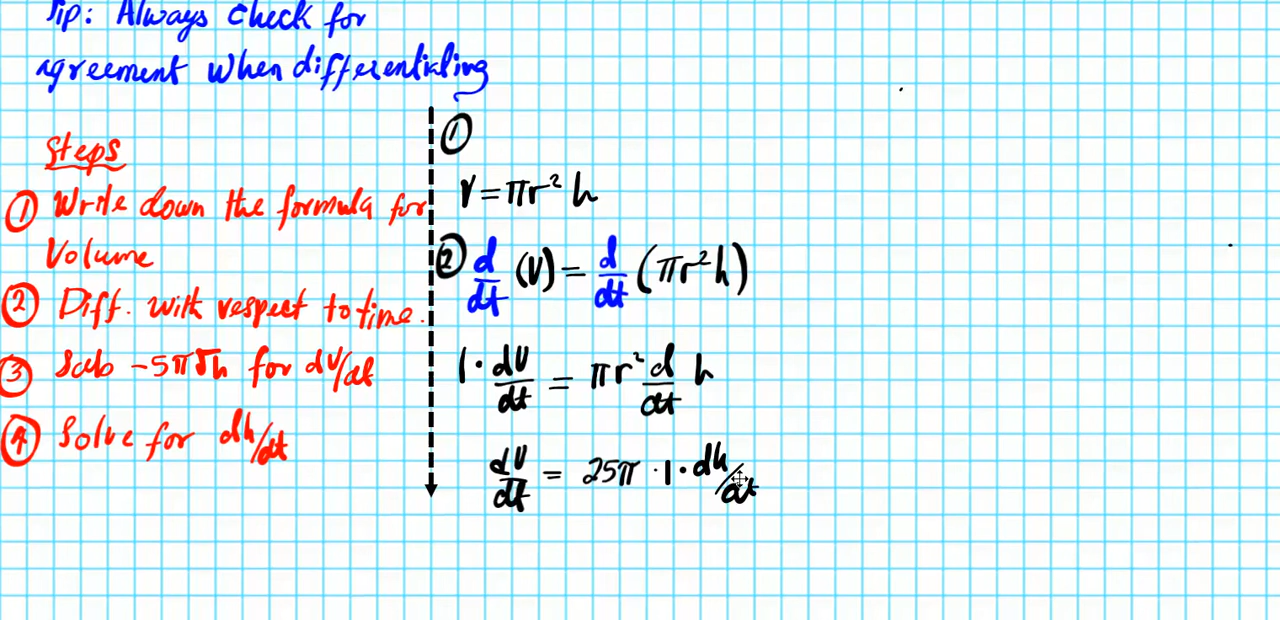 Tip: Always check for
agreement when differentiating
Steps
① Write down the formula for
Volume
② Diff. with respect to time.
③ Sub -5π√h for dV/dt
④ Solve for dh/dt
①
V = πr² h
② d/dt (V) = d/dt (πr²h)
1 · dV/dt = πr² d/dt h
dV/dt = 25π · 1 · dh/dt